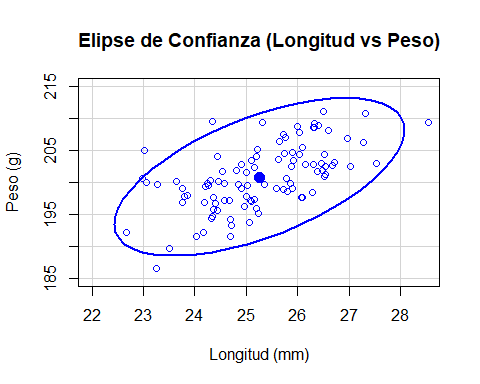 Elipse de Confianza (Longitud vs Peso)
Peso (g)
215
205
195
185
22 23 24 25 26 27 28
Longitud (mm)